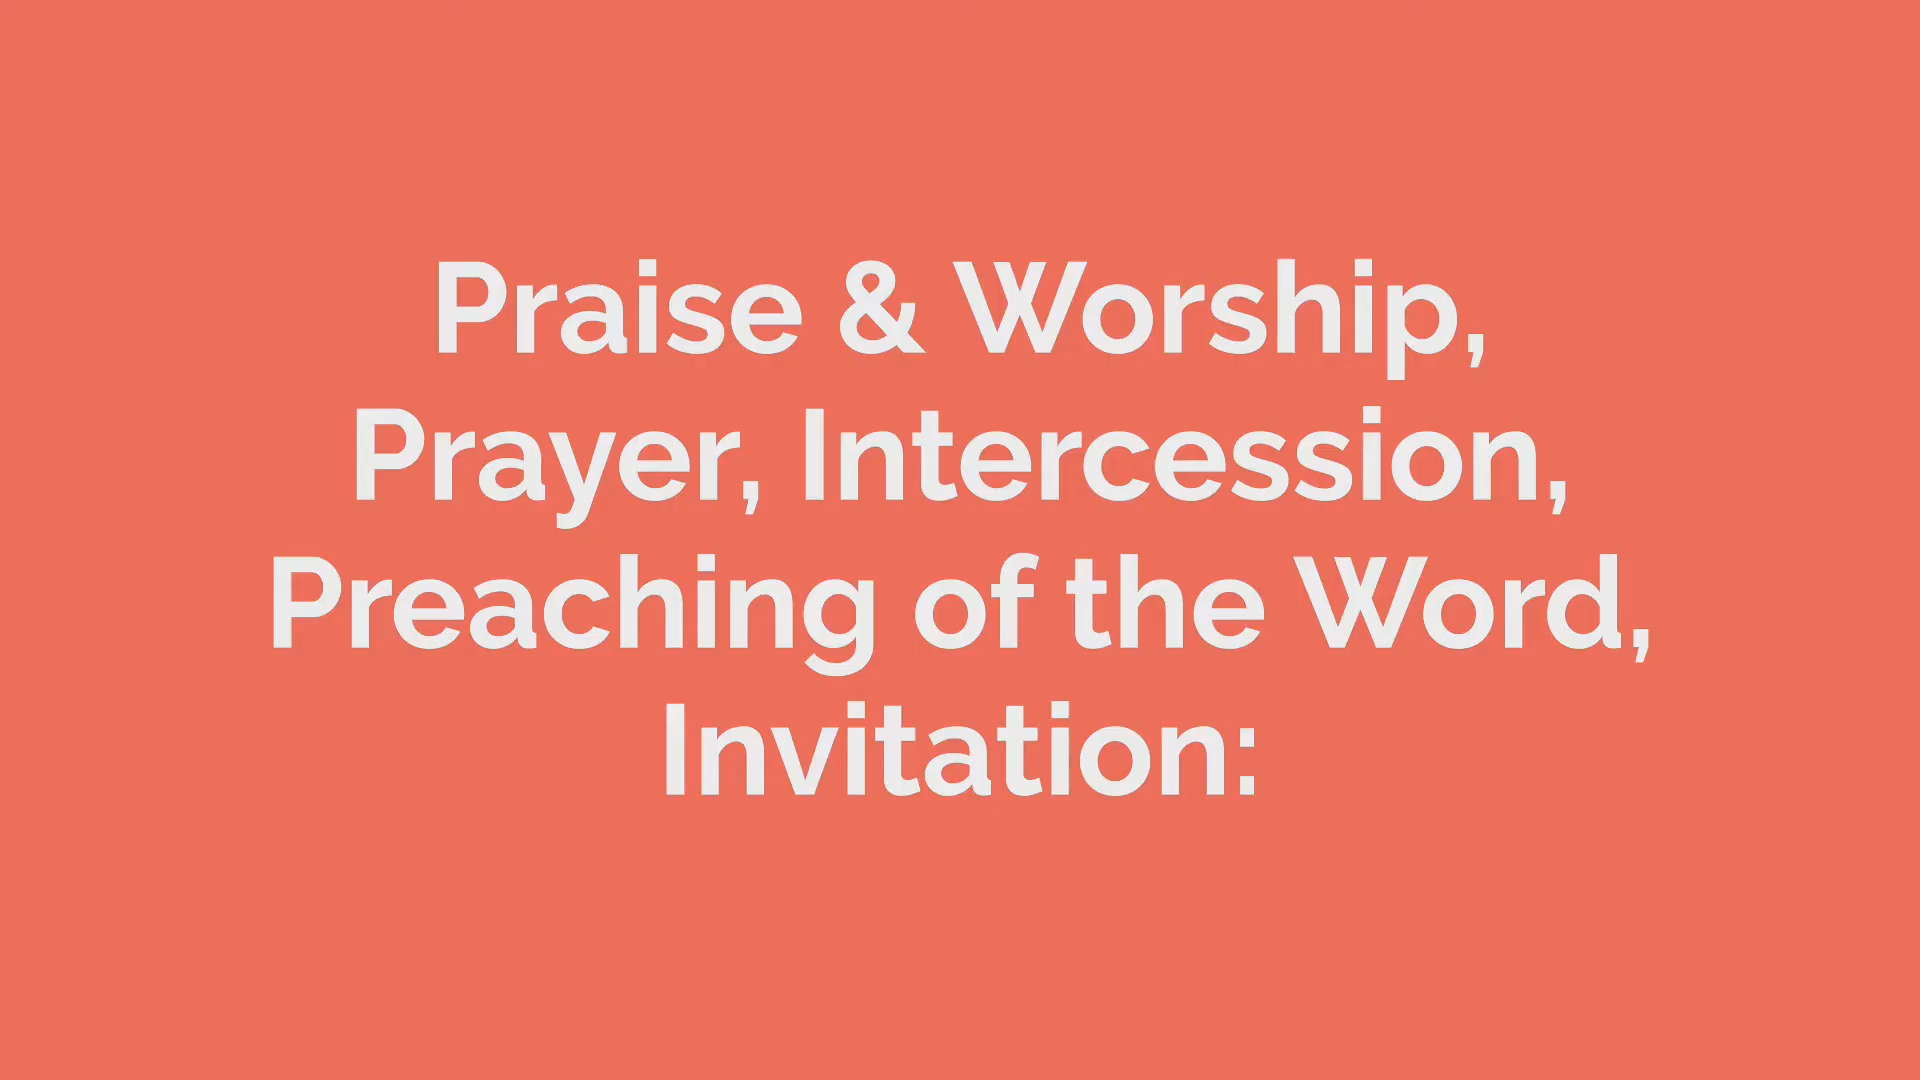 Praise & Worship,
Prayer, Intercession,
Preaching of the Word,
Invitation: